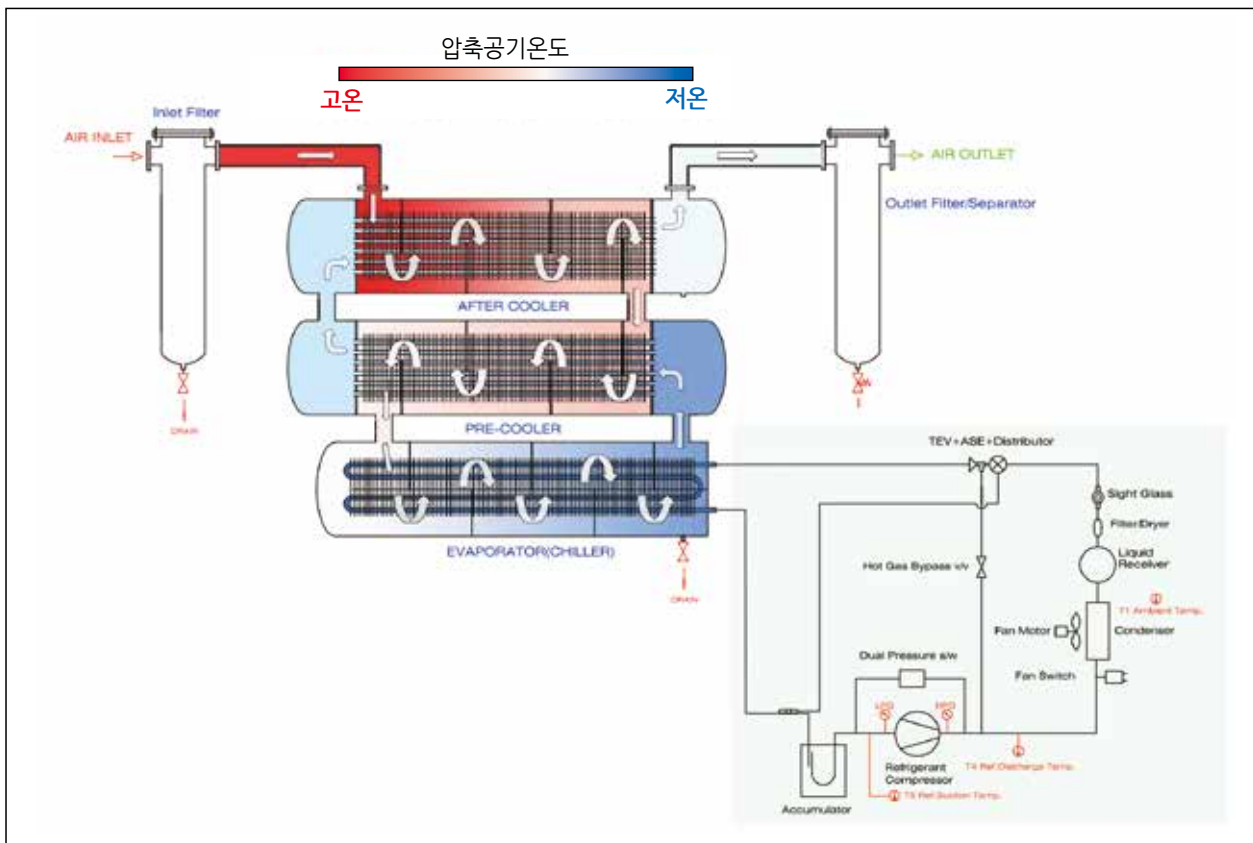 압축공기온도
고온
저온
Inlet Filter
AIR INLET
AIR OUTLET
Outlet Filter/Separator
AFTER COOLER
DRAIN
PRE-COOLER
TEV+ASE+Distributor
Sight Glass
Filter/Dryer
EVAPORATOR(CHILLER)
Liquid
Receiver
Hot Gas Bypass v/v
DRAIN
T1 Ambient Temp.
Fan Motor
Condenser
Dual Pressure s/w
Fan Switch
LPG
HPG
T4 Ref.Discharge Temp.
Refrigerant
Compressor
Accumulator
Ref.Suction Temp.